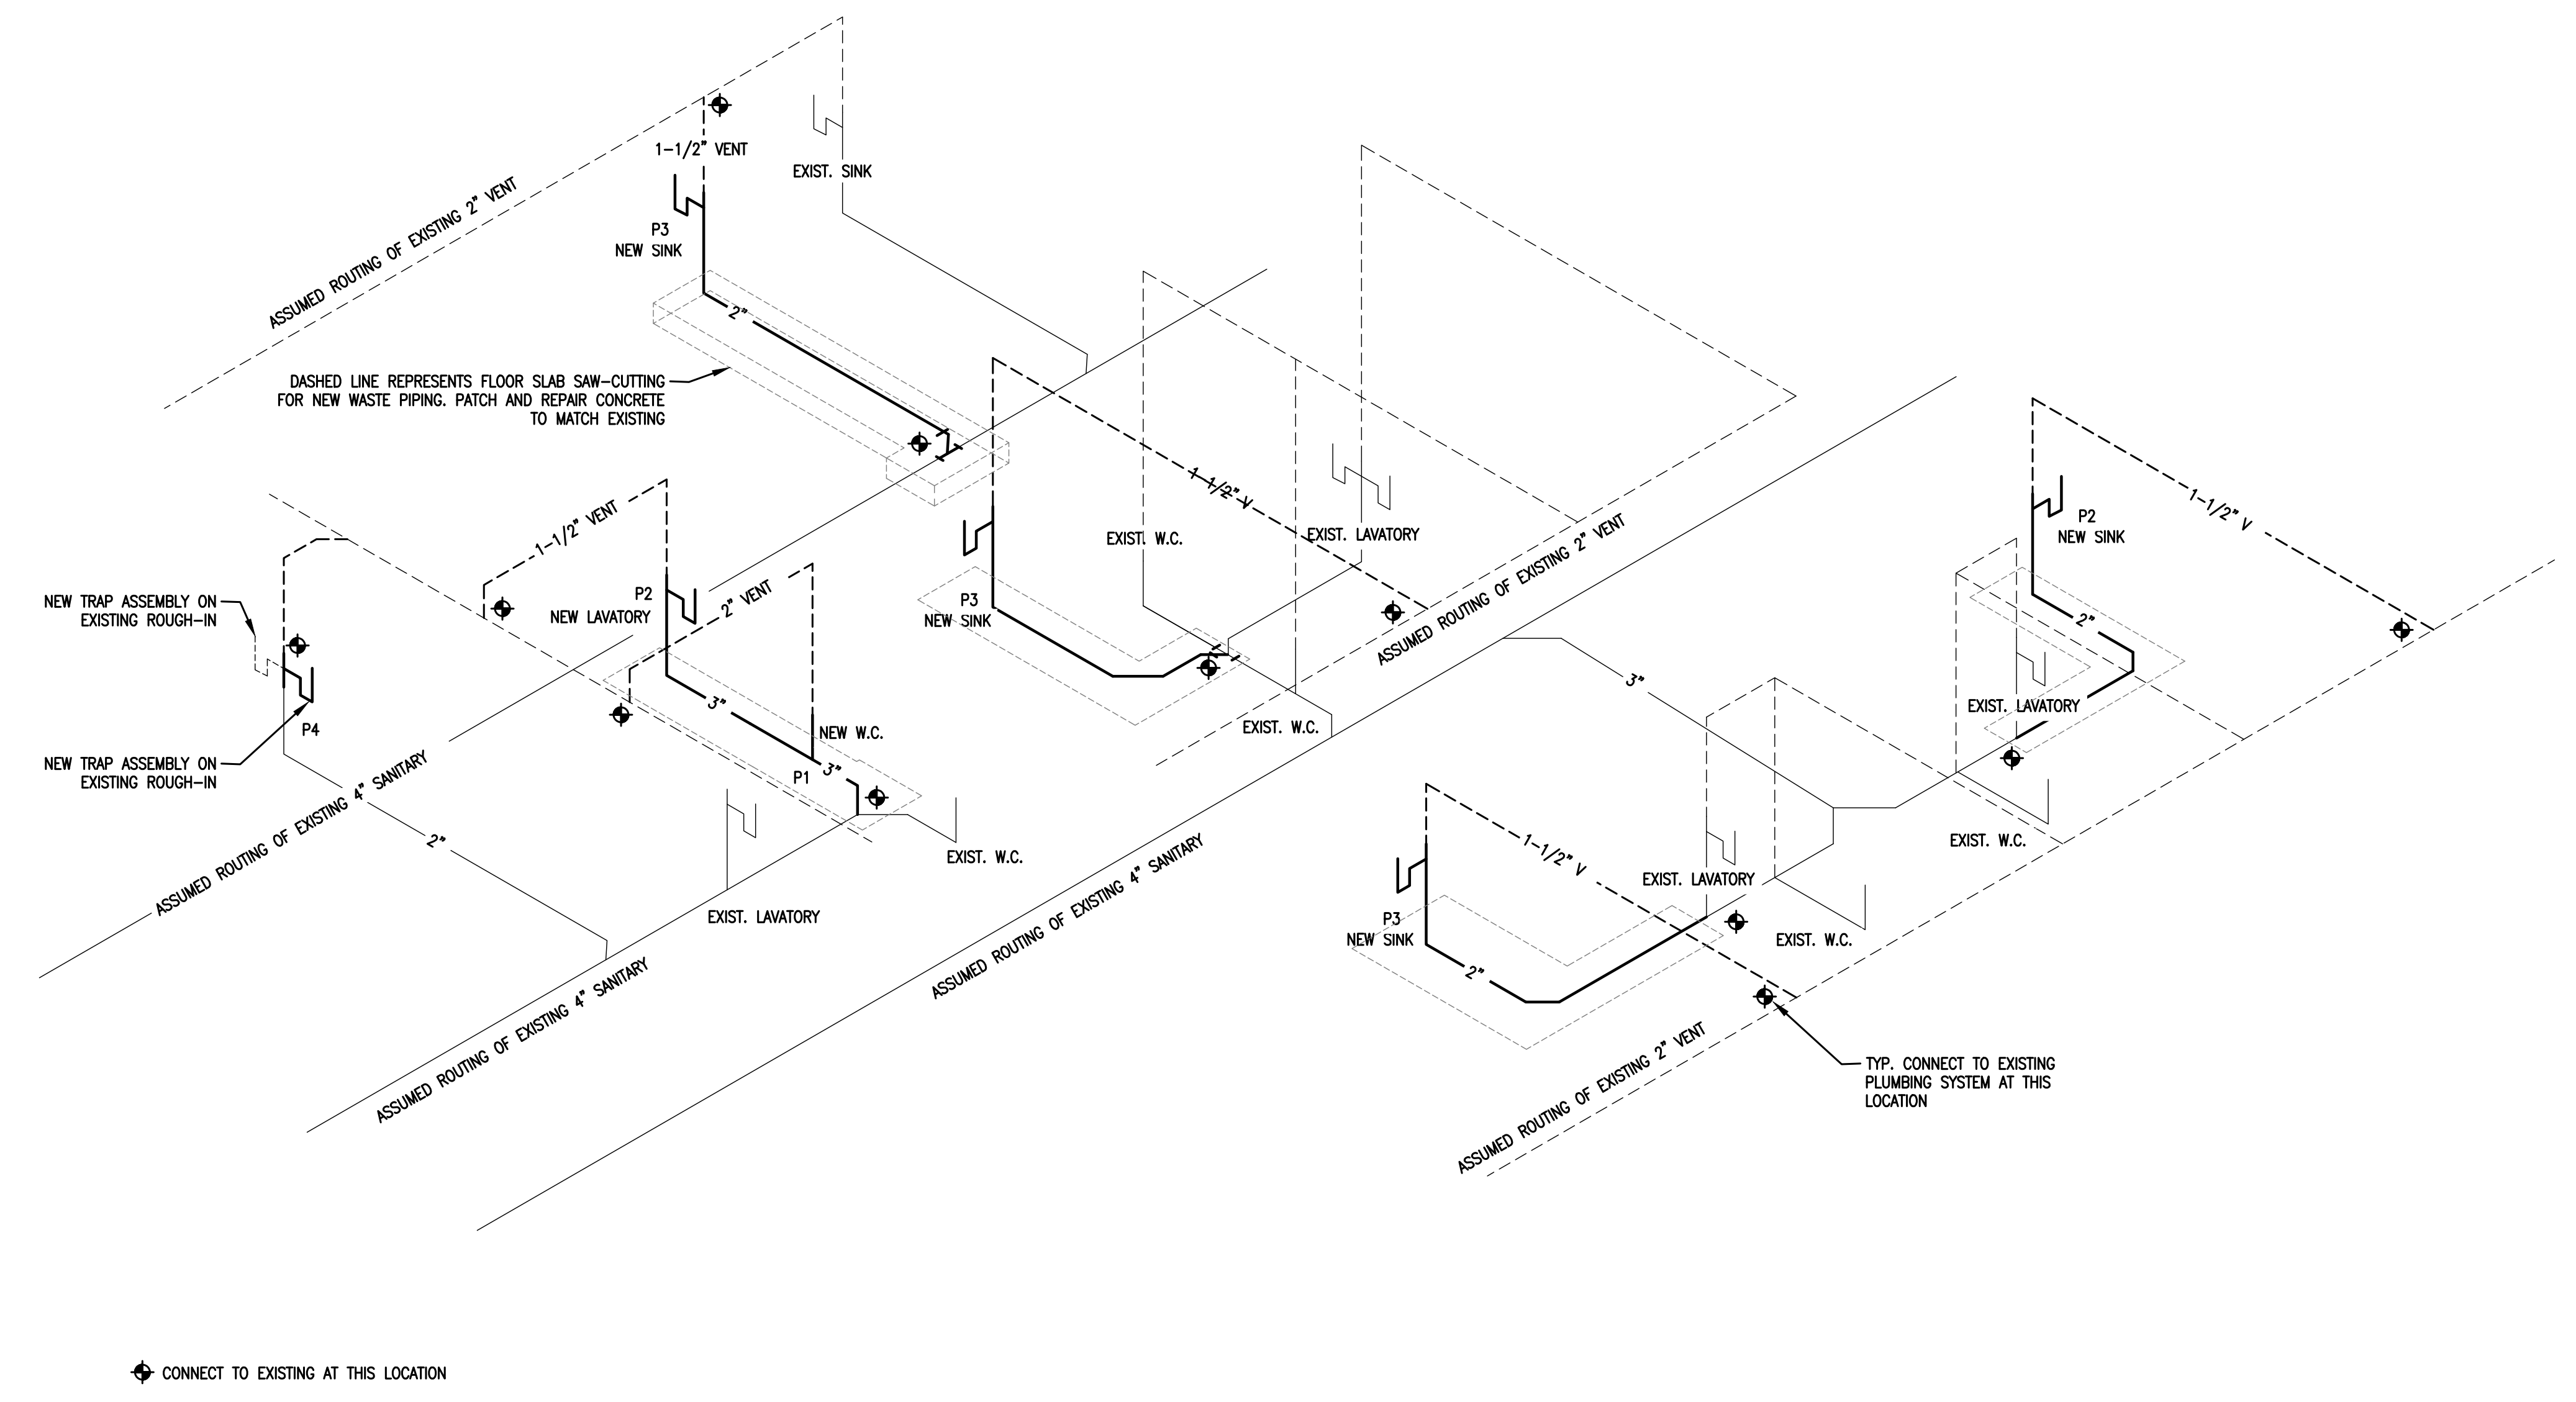 1-1/2" VENT
EXIST. SINK
ASSUMED ROUTING OF EXISTING 2" VENT
P3
NEW SINK
2"
DASHED LINE REPRESENTS FLOOR SLAB SAW-CUTTING
FOR NEW WASTE PIPING. PATCH AND REPAIR CONCRETE
TO MATCH EXISTING
1-1/2" VENT
1 1/2" V
EXIST. W.C.
EXIST. LAVATORY
1-1/2" V
P2
NEW SINK
NEW TRAP ASSEMBLY ON
EXISTING ROUGH-IN
P2
NEW LAVATORY
2" VENT
P3
NEW SINK
ASSUMED ROUTING OF EXISTING 2" VENT
2"
3"
3"
EXIST. LAVATORY
P4
NEW W.C.
EXIST. W.C.
NEW TRAP ASSEMBLY ON
EXISTING ROUGH-IN
P1
3"
ASSUMED ROUTING OF EXISTING 4" SANITARY
2"
EXIST. W.C.
EXIST. W.C.
1-1/2" V
EXIST. LAVATORY
EXIST. LAVATORY
P3
NEW SINK
EXIST. W.C.
ASSUMED ROUTING OF EXISTING 4" SANITARY
2"
ASSUMED ROUTING OF EXISTING 4" SANITARY
ASSUMED ROUTING OF EXISTING 2" VENT
TYP. CONNECT TO EXISTING
PLUMBING SYSTEM AT THIS
LOCATION
CONNECT TO EXISTING AT THIS LOCATION